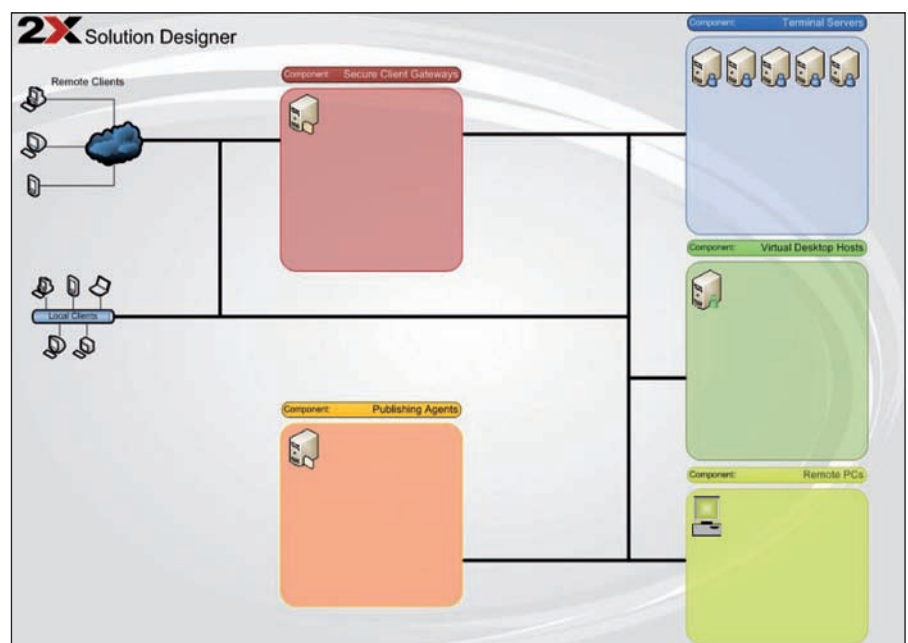 2X Solution Designer
Remote Clients
Local Clients
Component: Secure Client Gateways
Component: Publishing Agents
Component: Terminal Servers
Component: Virtual Desktop Hosts
Component: Remote PCs